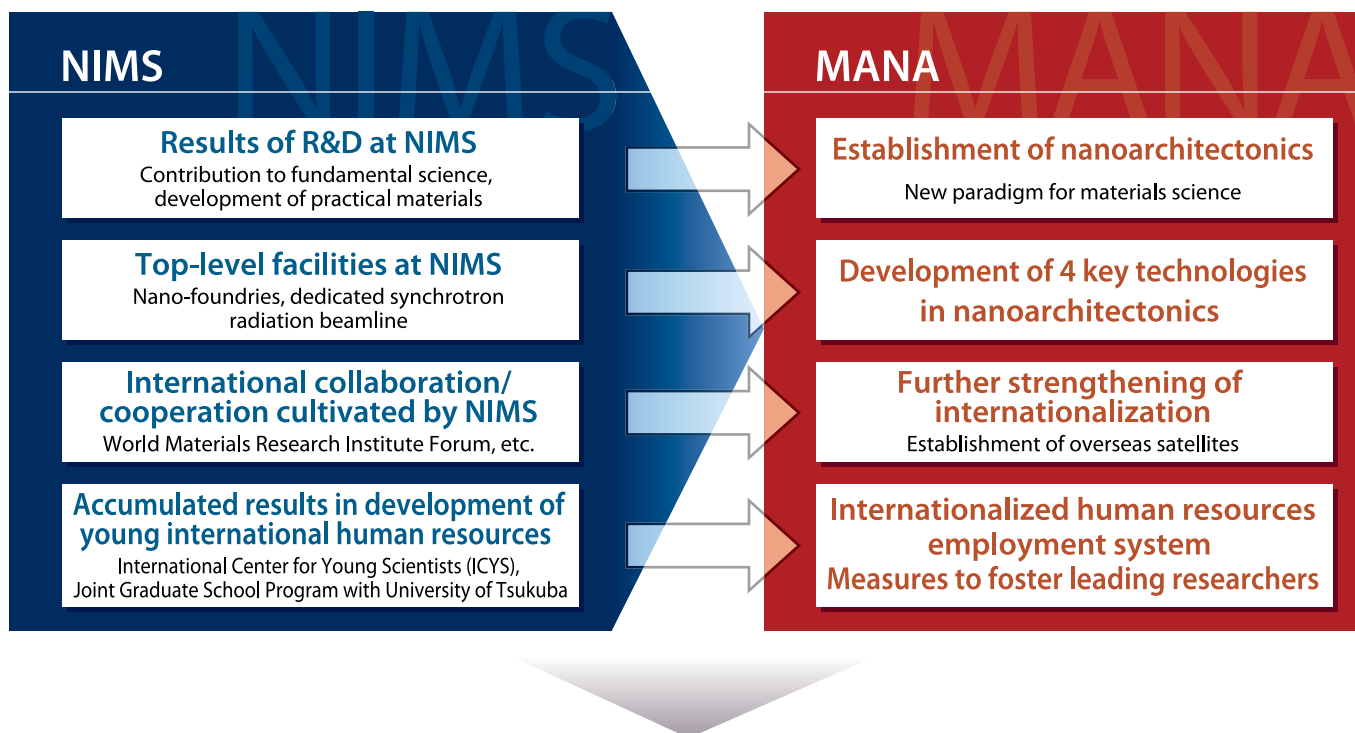 NIMS
NIMS
Results of R&D at NIMS
Contribution to fundamental science,
development of practical materials
Top-level facilities at NIMS
Nano-foundries, dedicated synchrotron
radiation beamline
International collaboration/
cooperation cultivated by NIMS
World Materials Research Institute Forum, etc.
Accumulated results in development of
young international human resources
International Center for Young Scientists (ICYS),
Joint Graduate School Program with University of Tsukuba
MANA
MANA
Establishment of nanoarchitectonics
New paradigm for materials science
Development of 4 key technologies
in nanoarchitectonics
Further strengthening of
internationalization
Establishment of overseas satellites
Internationalized human resources
employment system
Measures to foster leading researchers